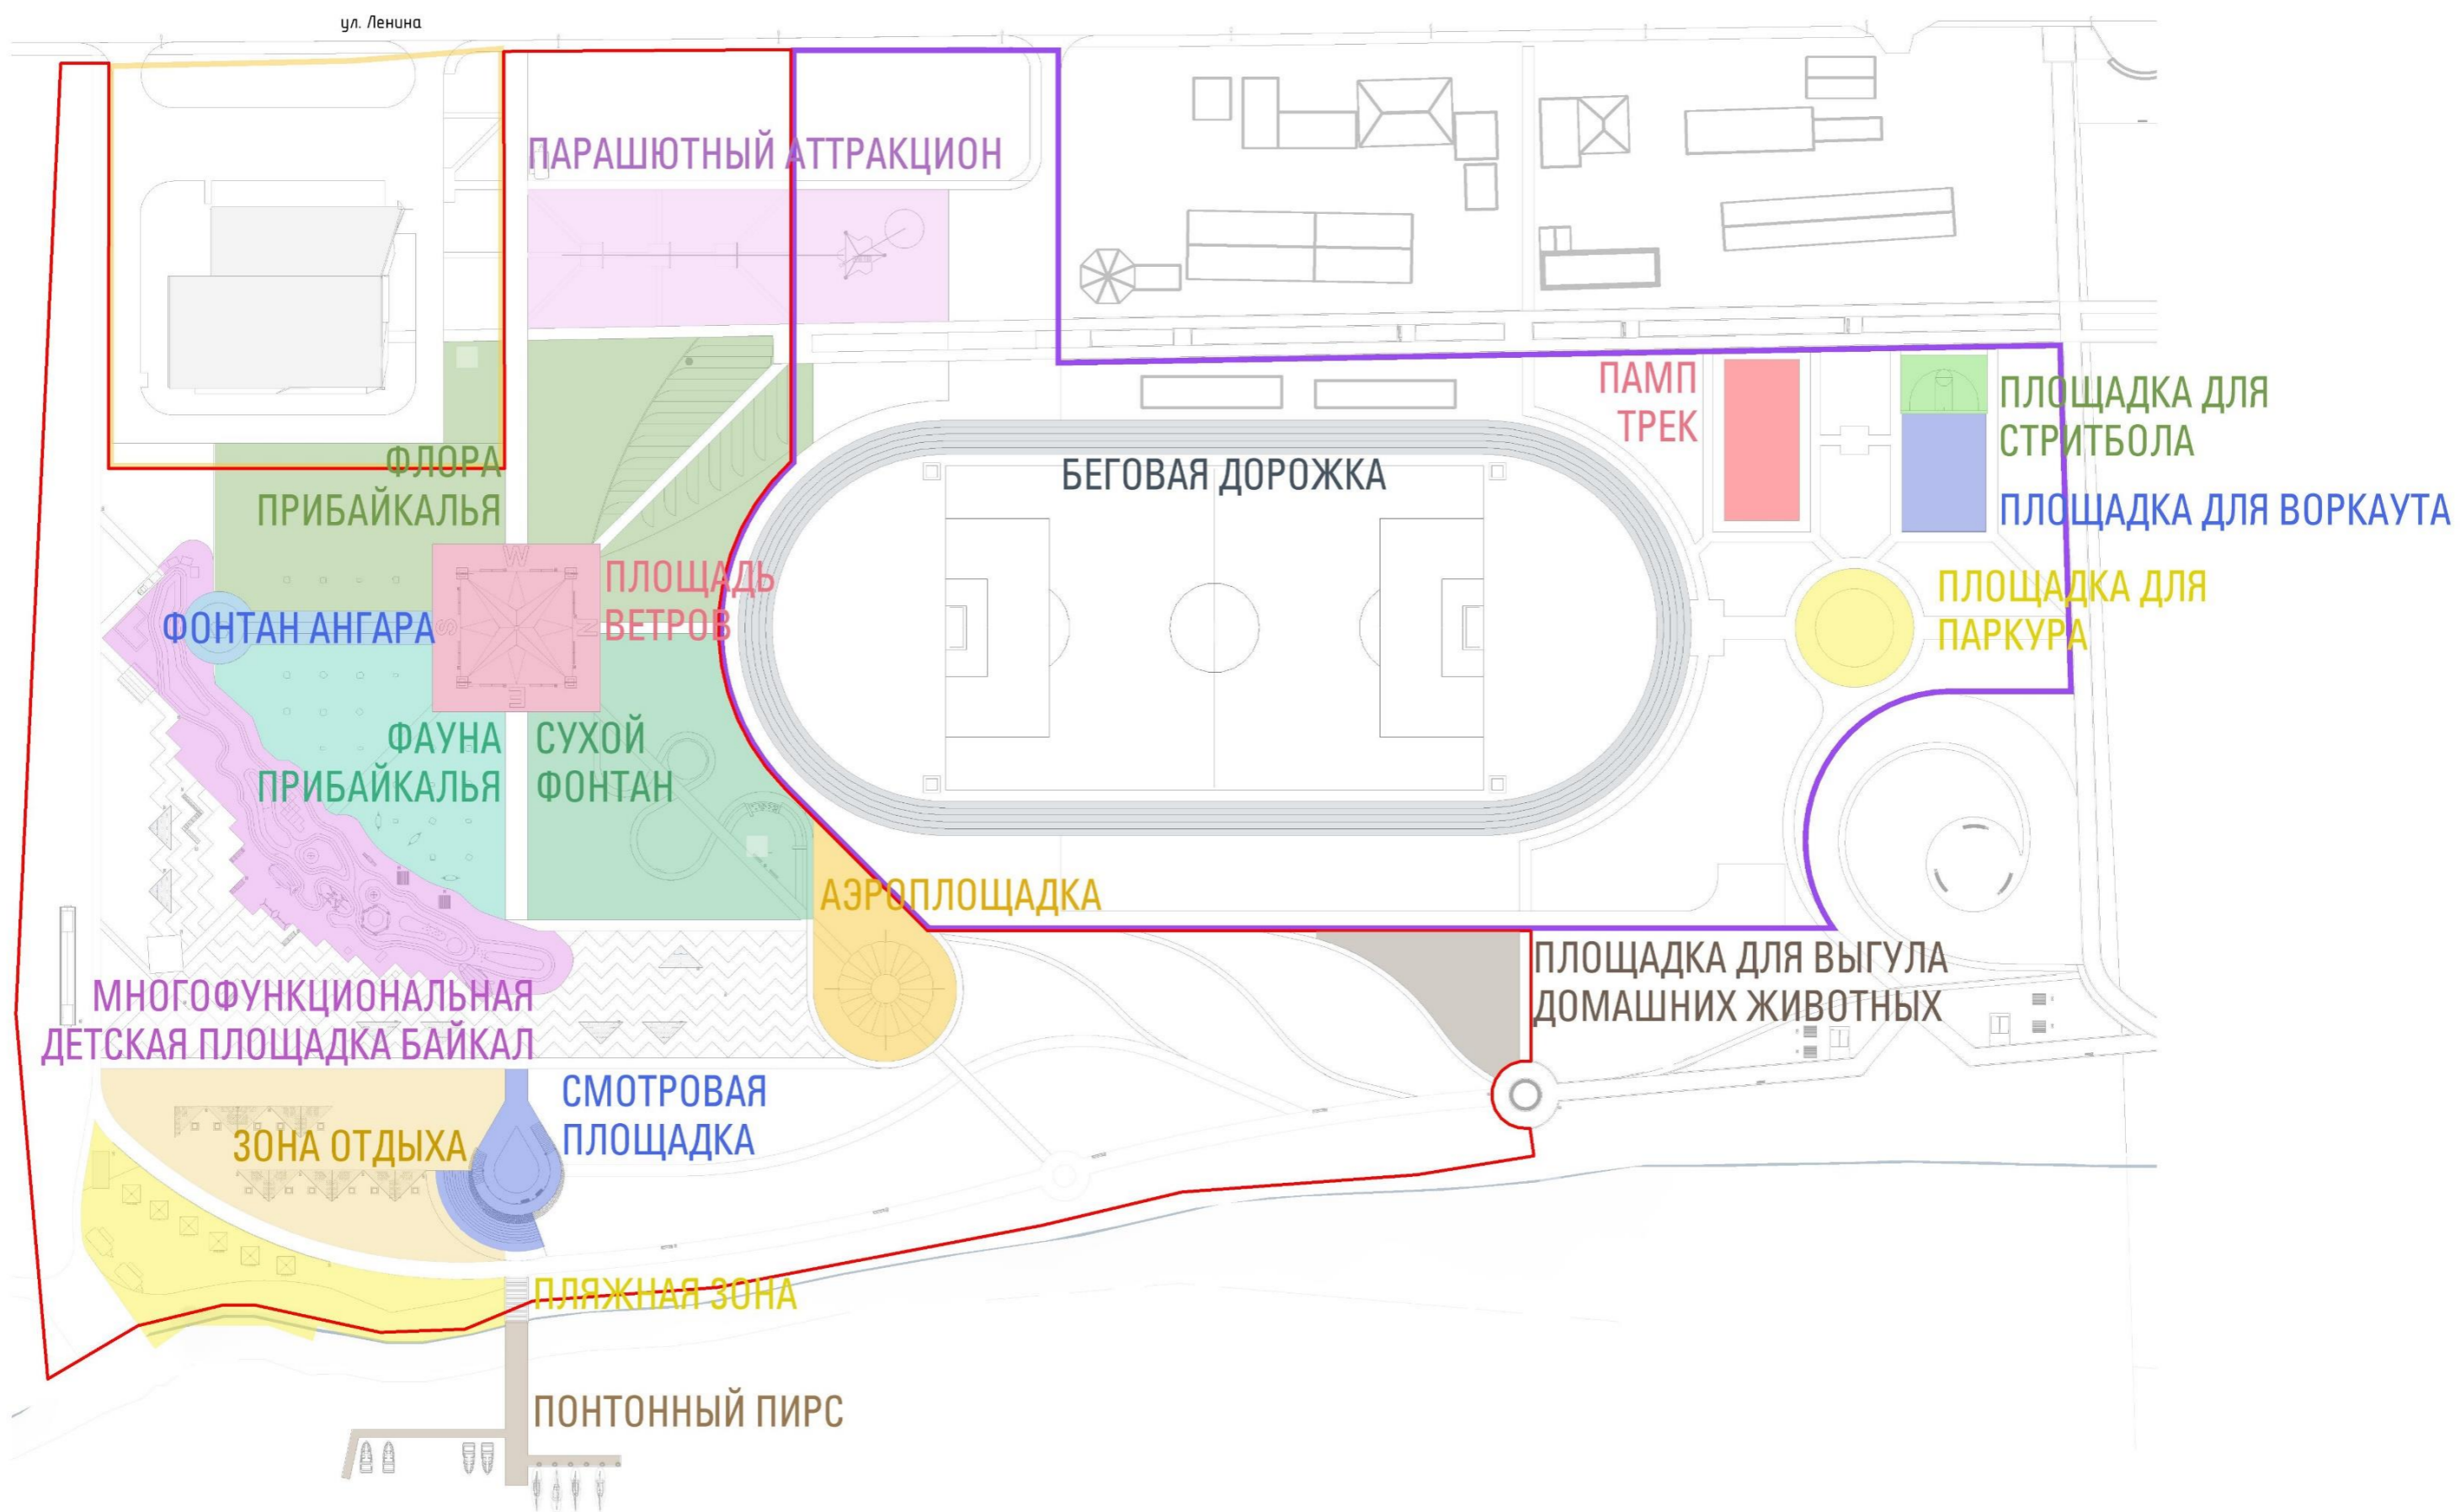 ул. Ленина
ПАРАШЮТНЫЙ АТТРАКЦИОН
ПАМП
ТРЕК
ПЛОЩАДКА ДЛЯ
СТРИТБОЛА
БЕГОВАЯ ДОРОЖКА
ФЛОРА
ПРИБАЙКАЛЬЯ
ПЛОЩАДКА ДЛЯ ВОРКАУТА
W
S
N
E
ПЛОЩАДЬ
ВЕТРОВ
ФОНТАН АНГАРА
ПЛОЩАДКА ДЛЯ
ПАРКУРА
ФАУНА
ПРИБАЙКАЛЬЯ
СУХОЙ
ФОНТАН
АЭРОПЛОЩАДКА
ПЛОЩАДКА ДЛЯ ВЫГУЛА
ДОМАШНИХ ЖИВОТНЫХ
МНОГОФУНКЦИОНАЛЬНАЯ
ДЕТСКАЯ ПЛОЩАДКА БАЙКАЛ
СМОТРОВАЯ
ПЛОЩАДКА
ЗОНА ОТДЫХА
ПЛЯЖНАЯ ЗОНА
ПОНТОННЫЙ ПИРС